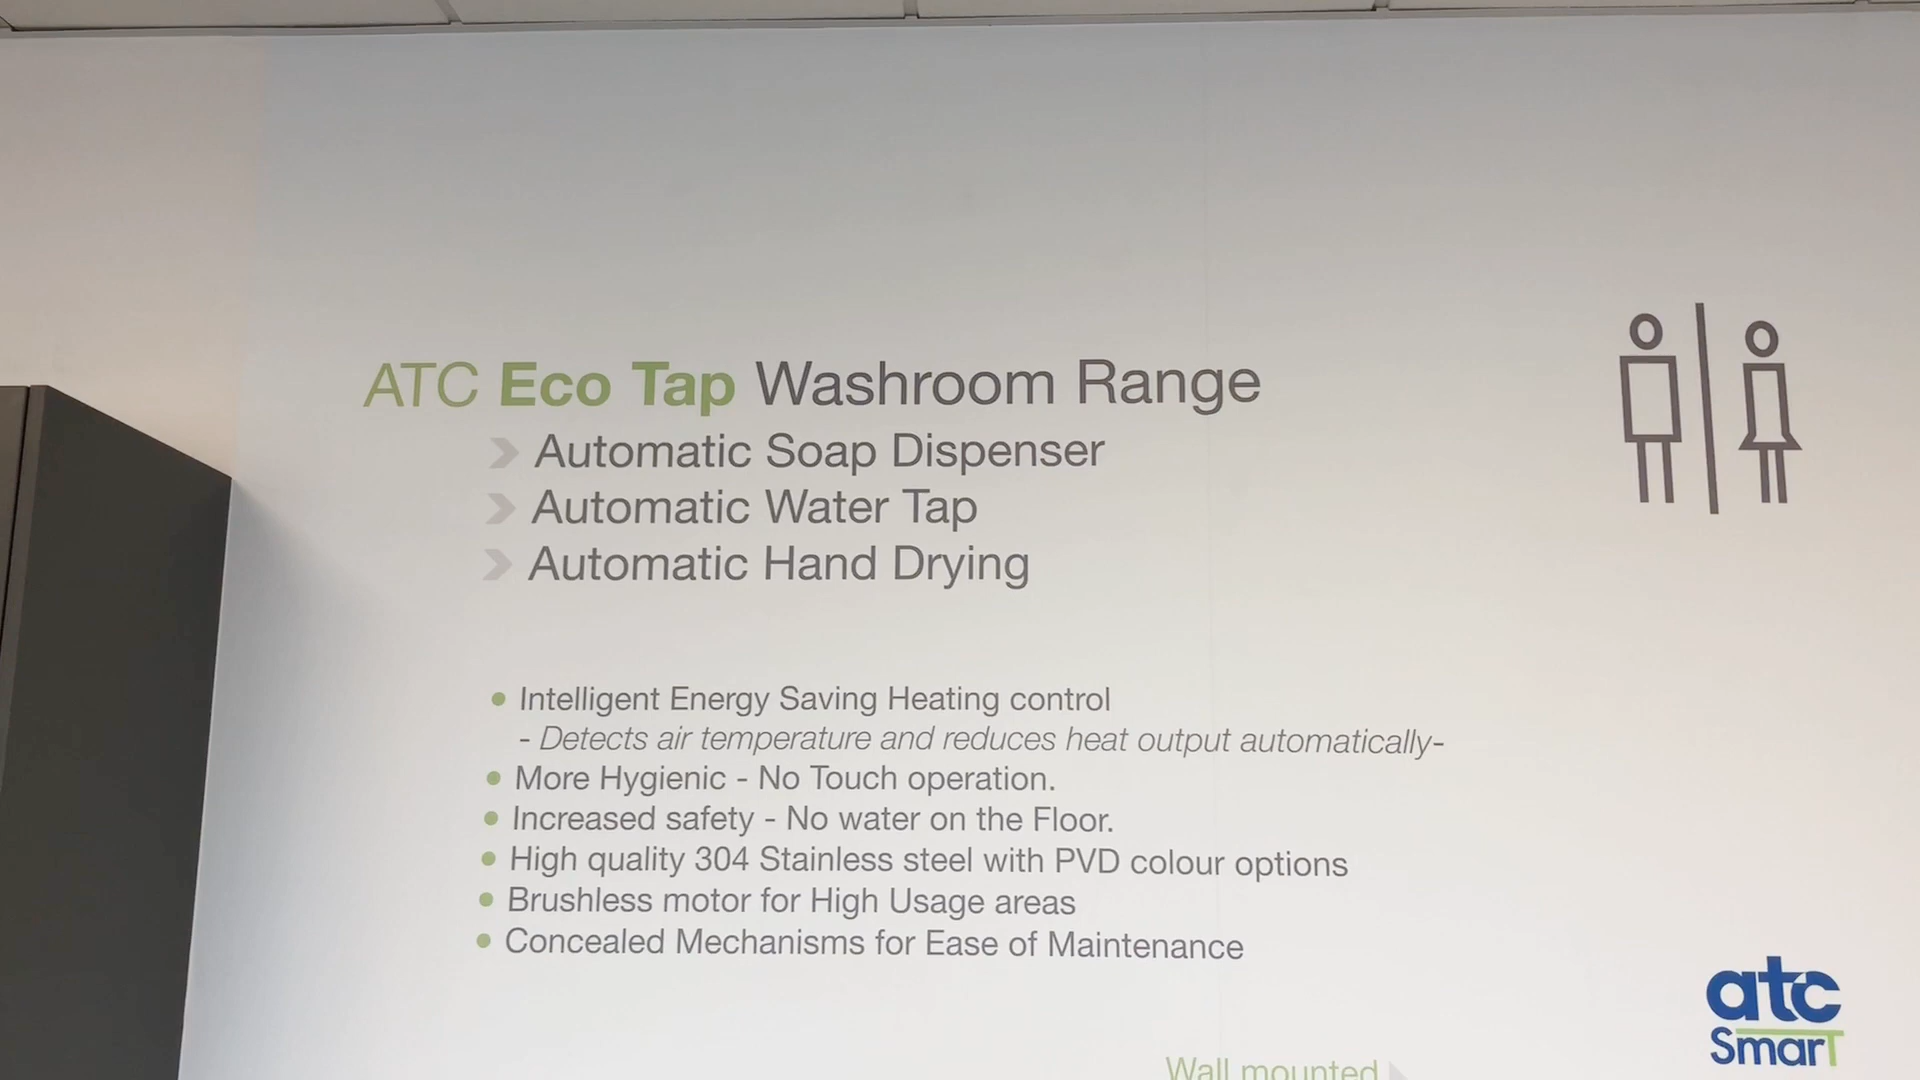 ATC Eco Tap Washroom Range
Automatic Soap Dispenser
Automatic Water Tap
Automatic Hand Drying
• Intelligent Energy Saving Heating control
- Detects air temperature and reduces heat output automatically-
• More Hygienic - No Touch operation.
• Increased safety - No water on the Floor.
• High quality 304 Stainless steel with PVD colour options
• Brushless motor for High Usage areas
• Concealed Mechanisms for Ease of Maintenance
atc
SmarT
Wall mounted